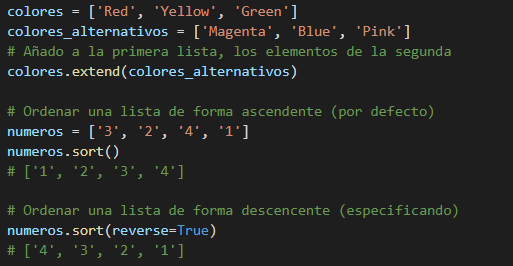 colores = ['Red', 'Yellow', 'Green']
colores_alternativos = ['Magenta', 'Blue', 'Pink']
# Añado a la primera lista, los elementos de la segunda
colores.extend(colores_alternativos)

# Ordenar una lista de forma ascendente (por defecto)
numeros = ['3', '2', '4', '1']
numeros.sort()
# ['1', '2', '3', '4']

# Ordenar una lista de forma descencente (especificando)
numeros.sort(reverse=True)
# ['4', '3', '2', '1']